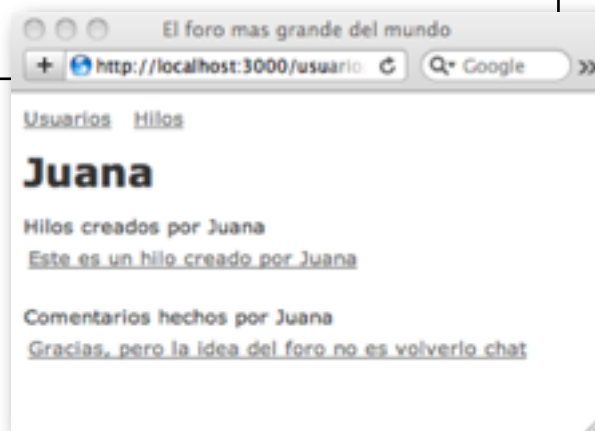 El foro mas grande del mundo
+ http://localhost:3000/usuario Google »
Usuarios Hilos
Juana
Hilos creados por Juana
Este es un hilo creado por Juana
Comentarios hechos por Juana
Gracias, pero la idea del foro no es volverlo chat